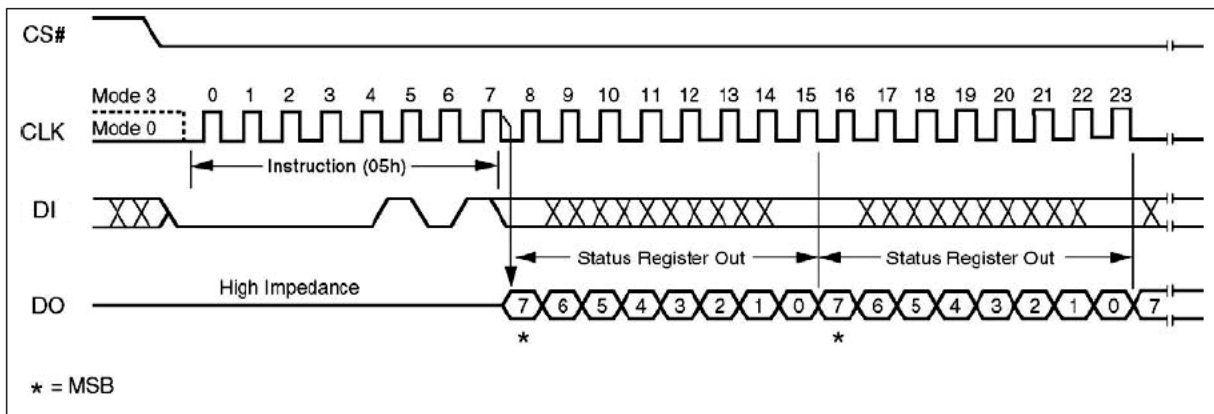 CS#
Mode 3
0 1 2 3 4 5 6 7 8 9 10 11 12 13 14 15 16 17 18 19 20 21 22 23
CLK
Mode 0
Instruction (05h)
DI
Status Register Out
Status Register Out
High Impedance
DO
7 6 5 4 3 2 1 0 7 6 5 4 3 2 1 0 7
* *
* = MSB